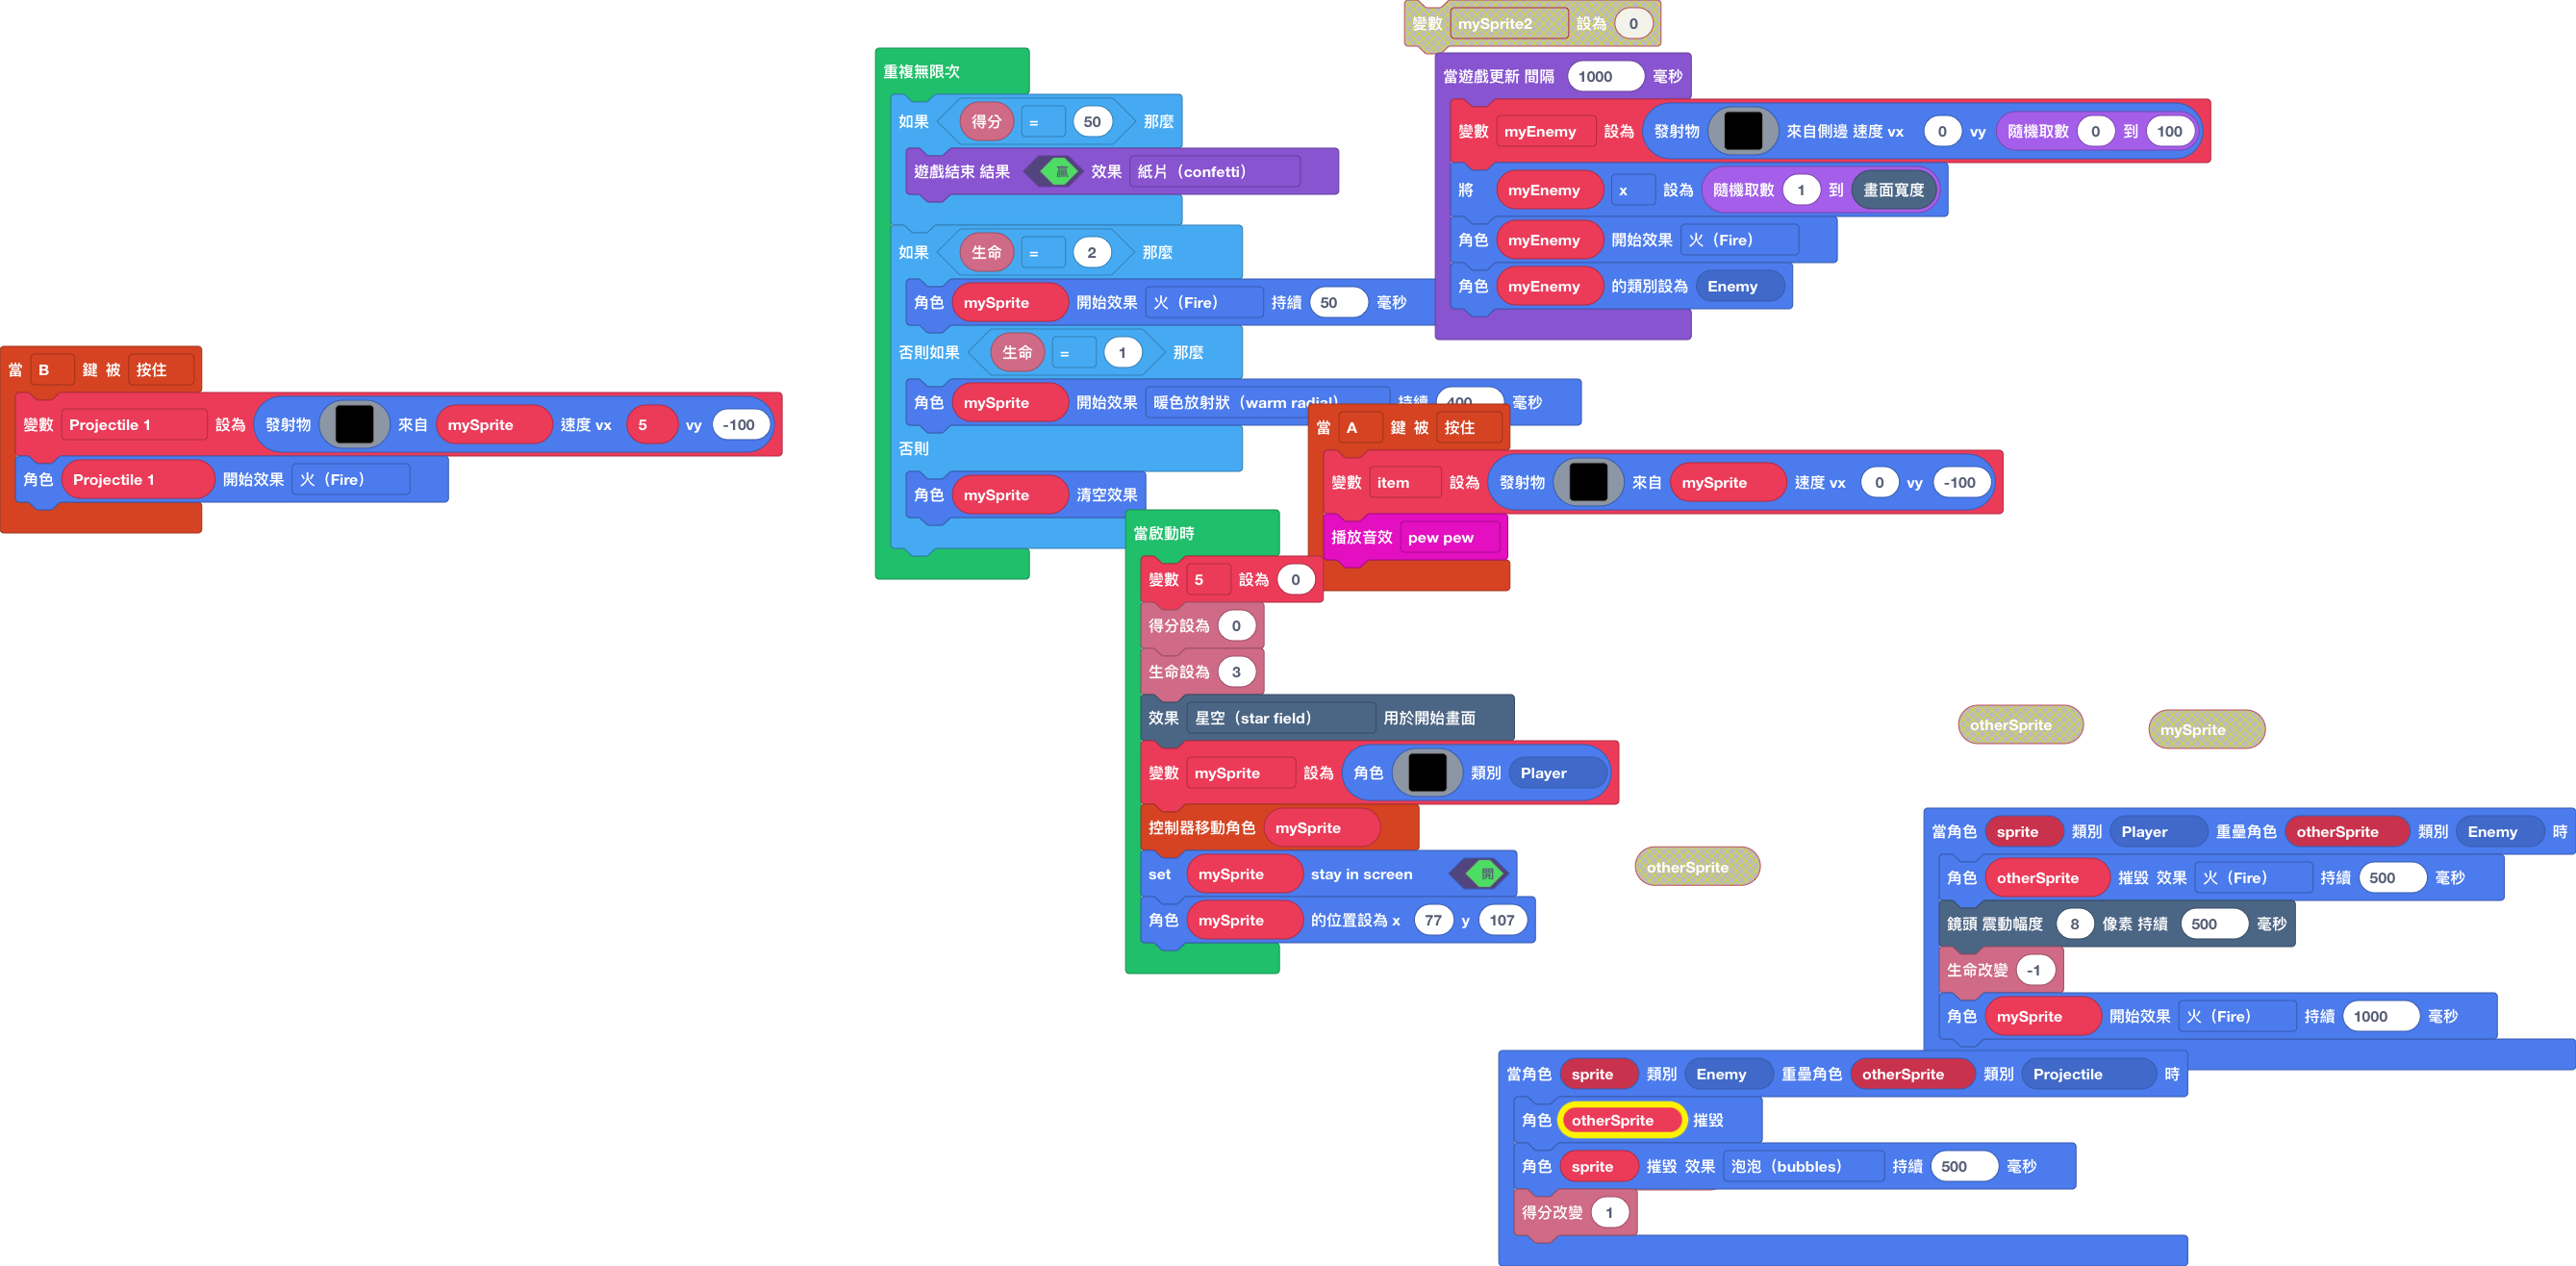 變數 mySprite2 設為 0
當遊戲更新 間隔 1000 毫秒
變數 myEnemy 設為 發射物 來自側邊 速度 vx 0 vy 隨機取數 0 到 100
將 myEnemy x 設為 隨機取數 1 到 畫面寬度
角色 myEnemy 開始效果 火（Fire）
角色 myEnemy 的類別設為 Enemy
重複無限次
如果 得分 = 50 那麼
遊戲結束 結果 贏 效果 紙片（confetti）
如果 生命 = 2 那麼
角色 mySprite 開始效果 火（Fire） 持續 50 毫秒
否則如果 生命 = 1 那麼
角色 mySprite 開始效果 暖色放射狀（warm radial） 持續 400 毫秒
否則
角色 mySprite 清空效果
當 B 鍵 被 按住
變數 Projectile 1 設為 發射物 來自 mySprite 速度 vx 5 vy -100
角色 Projectile 1 開始效果 火（Fire）
當 A 鍵 被 按住
變數 item 設為 發射物 來自 mySprite 速度 vx 0 vy -100
播放音效 pew pew
當啟動時
變數 5 設為 0
得分設為 0
生命設為 3
效果 星空（star field） 用於開始畫面
變數 mySprite 設為 角色 類別 Player
控制器移動角色 mySprite
set mySprite stay in screen 開
角色 mySprite 的位置設為 x 77 y 107
otherSprite
mySprite
otherSprite
當角色 sprite 類別 Player 重疊角色 otherSprite 類別 Enemy 時
角色 otherSprite 摧毀 效果 火（Fire） 持續 500 毫秒
鏡頭 震動幅度 8 像素 持續 500 毫秒
生命改變 -1
角色 mySprite 開始效果 火（Fire） 持續 1000 毫秒
當角色 sprite 類別 Enemy 重疊角色 otherSprite 類別 Projectile 時
角色 otherSprite 摧毀
角色 sprite 摧毀 效果 泡泡（bubbles） 持續 500 毫秒
得分改變 1